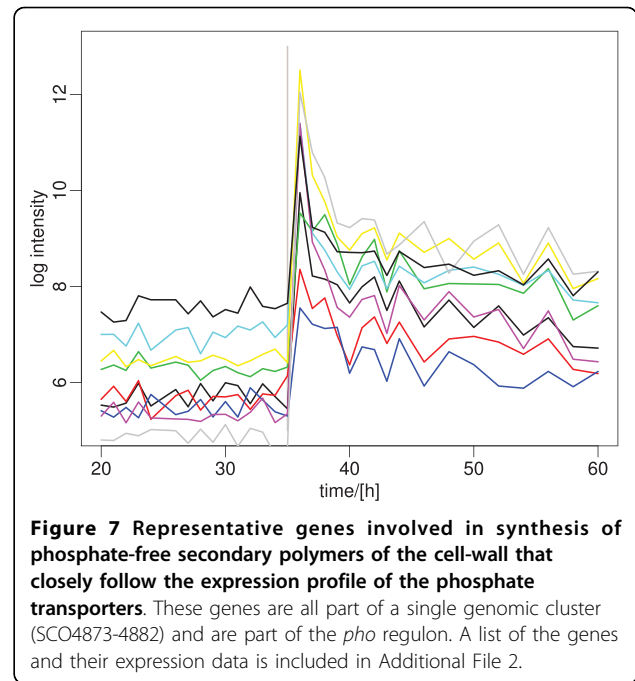 12
10
8
6
log intensity
20 30 40 50 60
time/[h]
Figure 7 Representative genes involved in synthesis of
phosphate-free secondary polymers of the cell-wall that
closely follow the expression profile of the phosphate
transporters. These genes are all part of a single genomic cluster
(SCO4873-4882) and are part of the pho regulon. A list of the genes
and their expression data is included in Additional File 2.